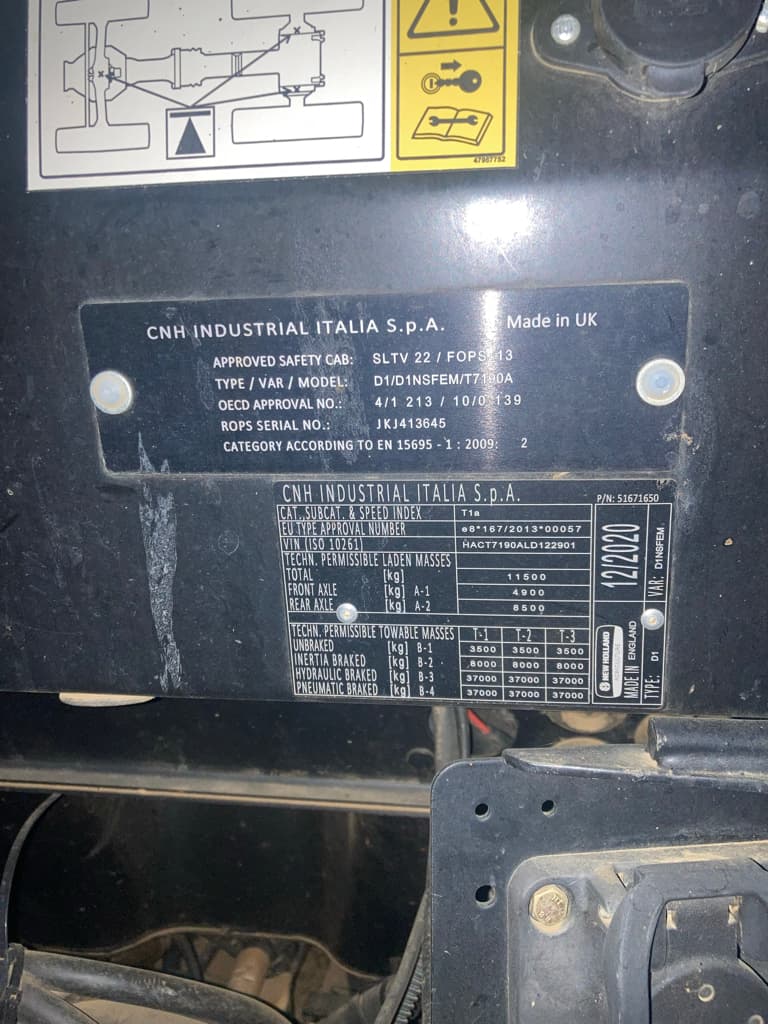 47967752
CNH INDUSTRIAL ITALIA S.p.A. Made in UK
APPROVED SAFETY CAB: SLTV 22 / FOPS 13
TYPE / VAR / MODEL: D1/D1NSFEM/T7190A
OECD APPROVAL NO.: 4/1 213 / 10/0 139
ROPS SERIAL NO.: JKJ413645
CATEGORY ACCORDING TO EN 15695 - 1 : 2009: 2
CNH INDUSTRIAL ITALIA S.p.A. P/N: 51671650
CAT.,SUBCAT. & SPEED INDEX T1a
EU TYPE APPROVAL NUMBER e8*167/2013*00057
VIN (ISO 10261) HACT7190ALD122901
TECHN. PERMISSIBLE LADEN MASSES
TOTAL [kg] 11500
FRONT AXLE [kg] A-1 4900
REAR AXLE [kg] A-2 8500
TECHN. PERMISSIBLE TOWABLE MASSES T-1 T-2 T-3
UNBRAKED [kg] B-1 3500 3500 3500
INERTIA BRAKED [kg] B-2 8000 8000 8000
HYDRAULIC BRAKED [kg] B-3 37000 37000 37000
PNEUMATIC BRAKED [kg] B-4 37000 37000 37000
12/2020
VAR: D1NSFEM
NEW HOLLAND
MADE IN ENGLAND
TYPE: D1